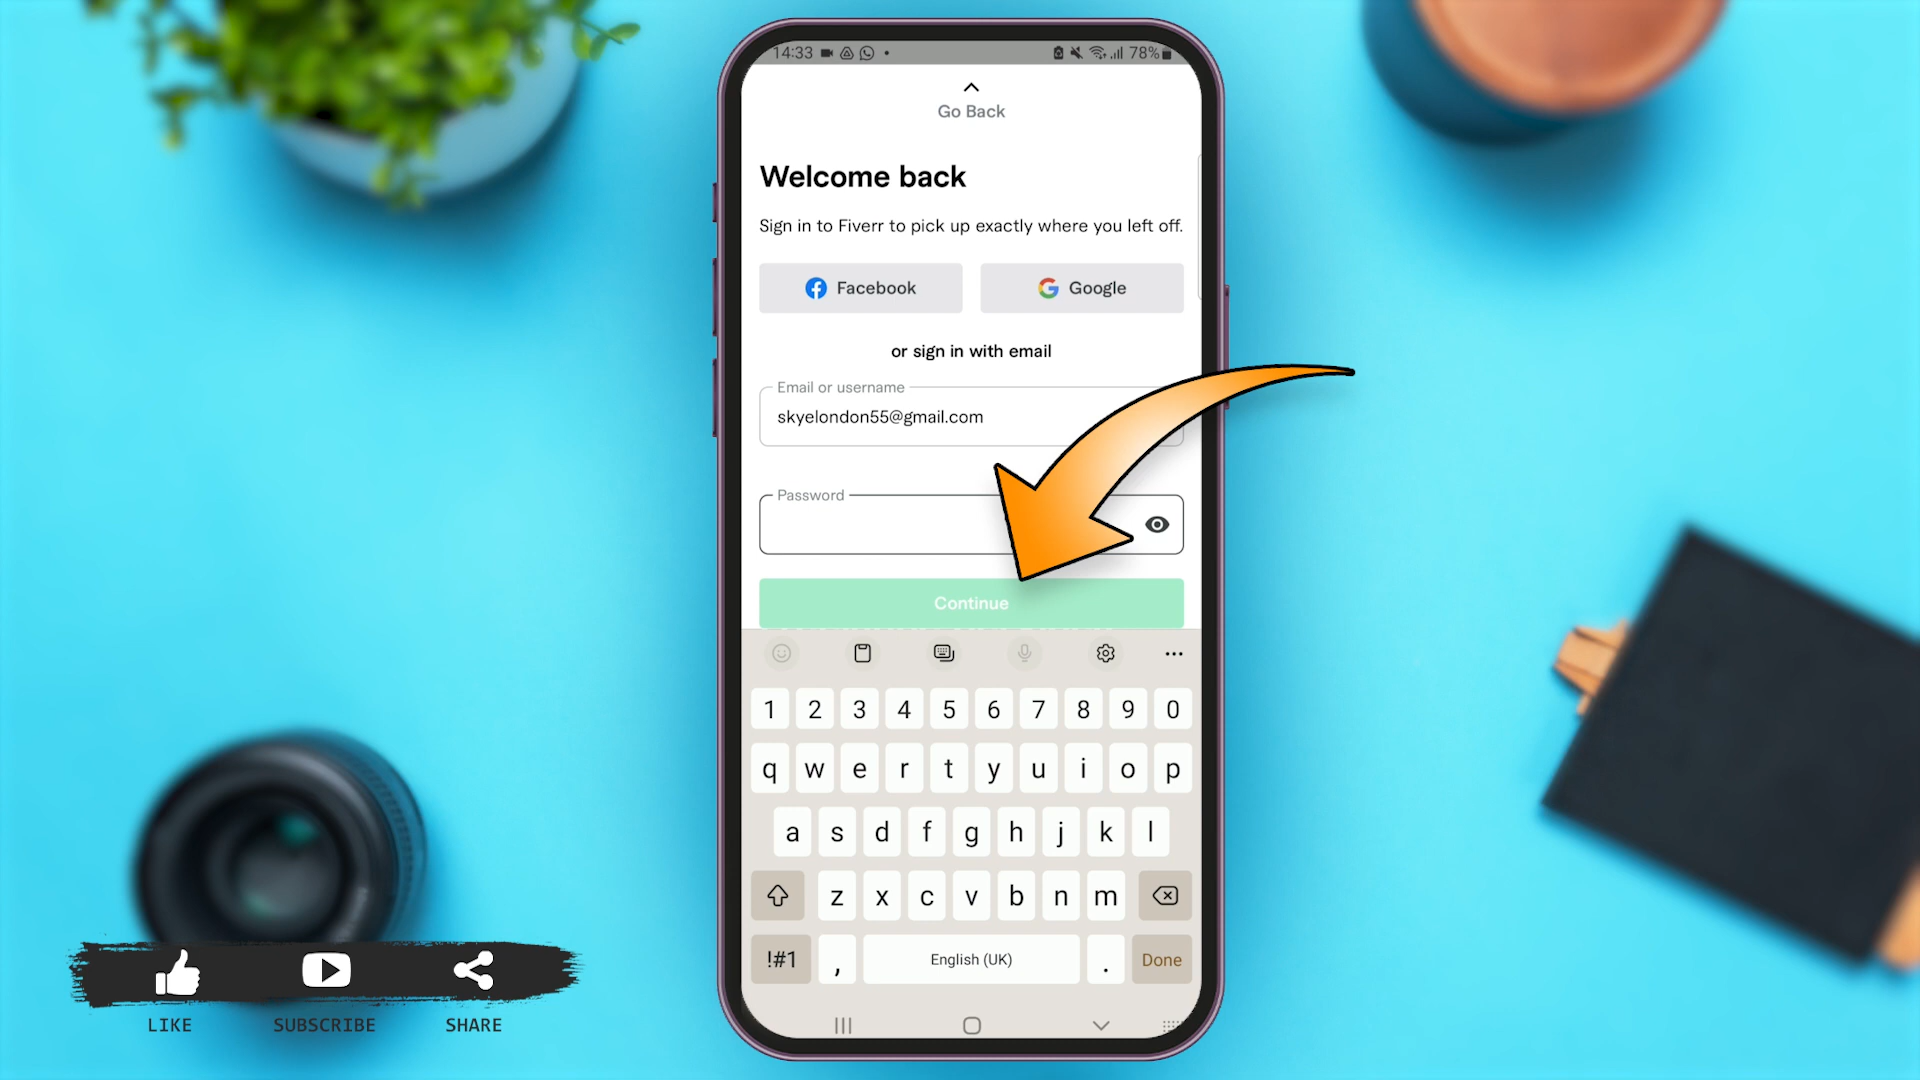 14:33 78%
Go Back
Welcome back
Sign in to Fiverr to pick up exactly where you left off.
Facebook Google
or sign in with email
Email or username
skyelondon55@gmail.com
Password
Continue
1 2 3 4 5 6 7 8 9 0
q w e r t y u i o p
a s d f g h j k l
z x c v b n m
!#1 , English (UK) . Done
LIKE SUBSCRIBE SHARE